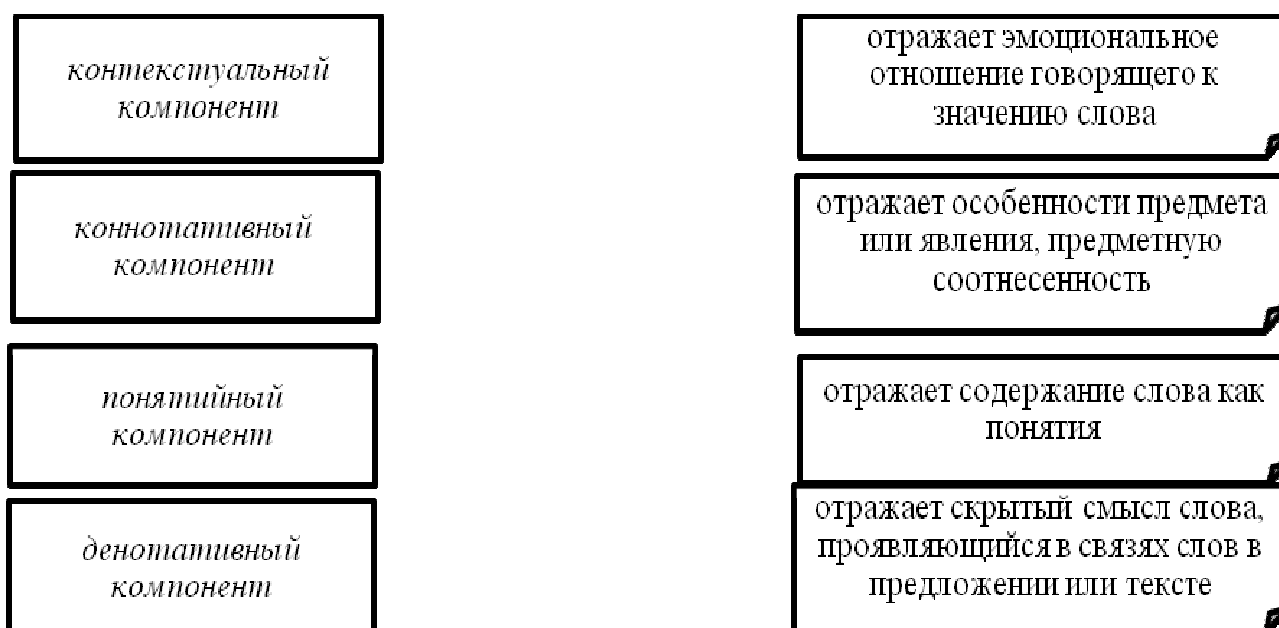 контекстуальный
компонент
отражает эмоциональное
отношение говорящего к
значению слова
коннотативный
компонент
отражает особенности предмета
или явления, предметную
соотнесенность
понятийный
компонент
отражает содержание слова как
понятия
денотативный
компонент
отражает скрытый смысл слова,
проявляющийся в связях слов в
предложении или тексте